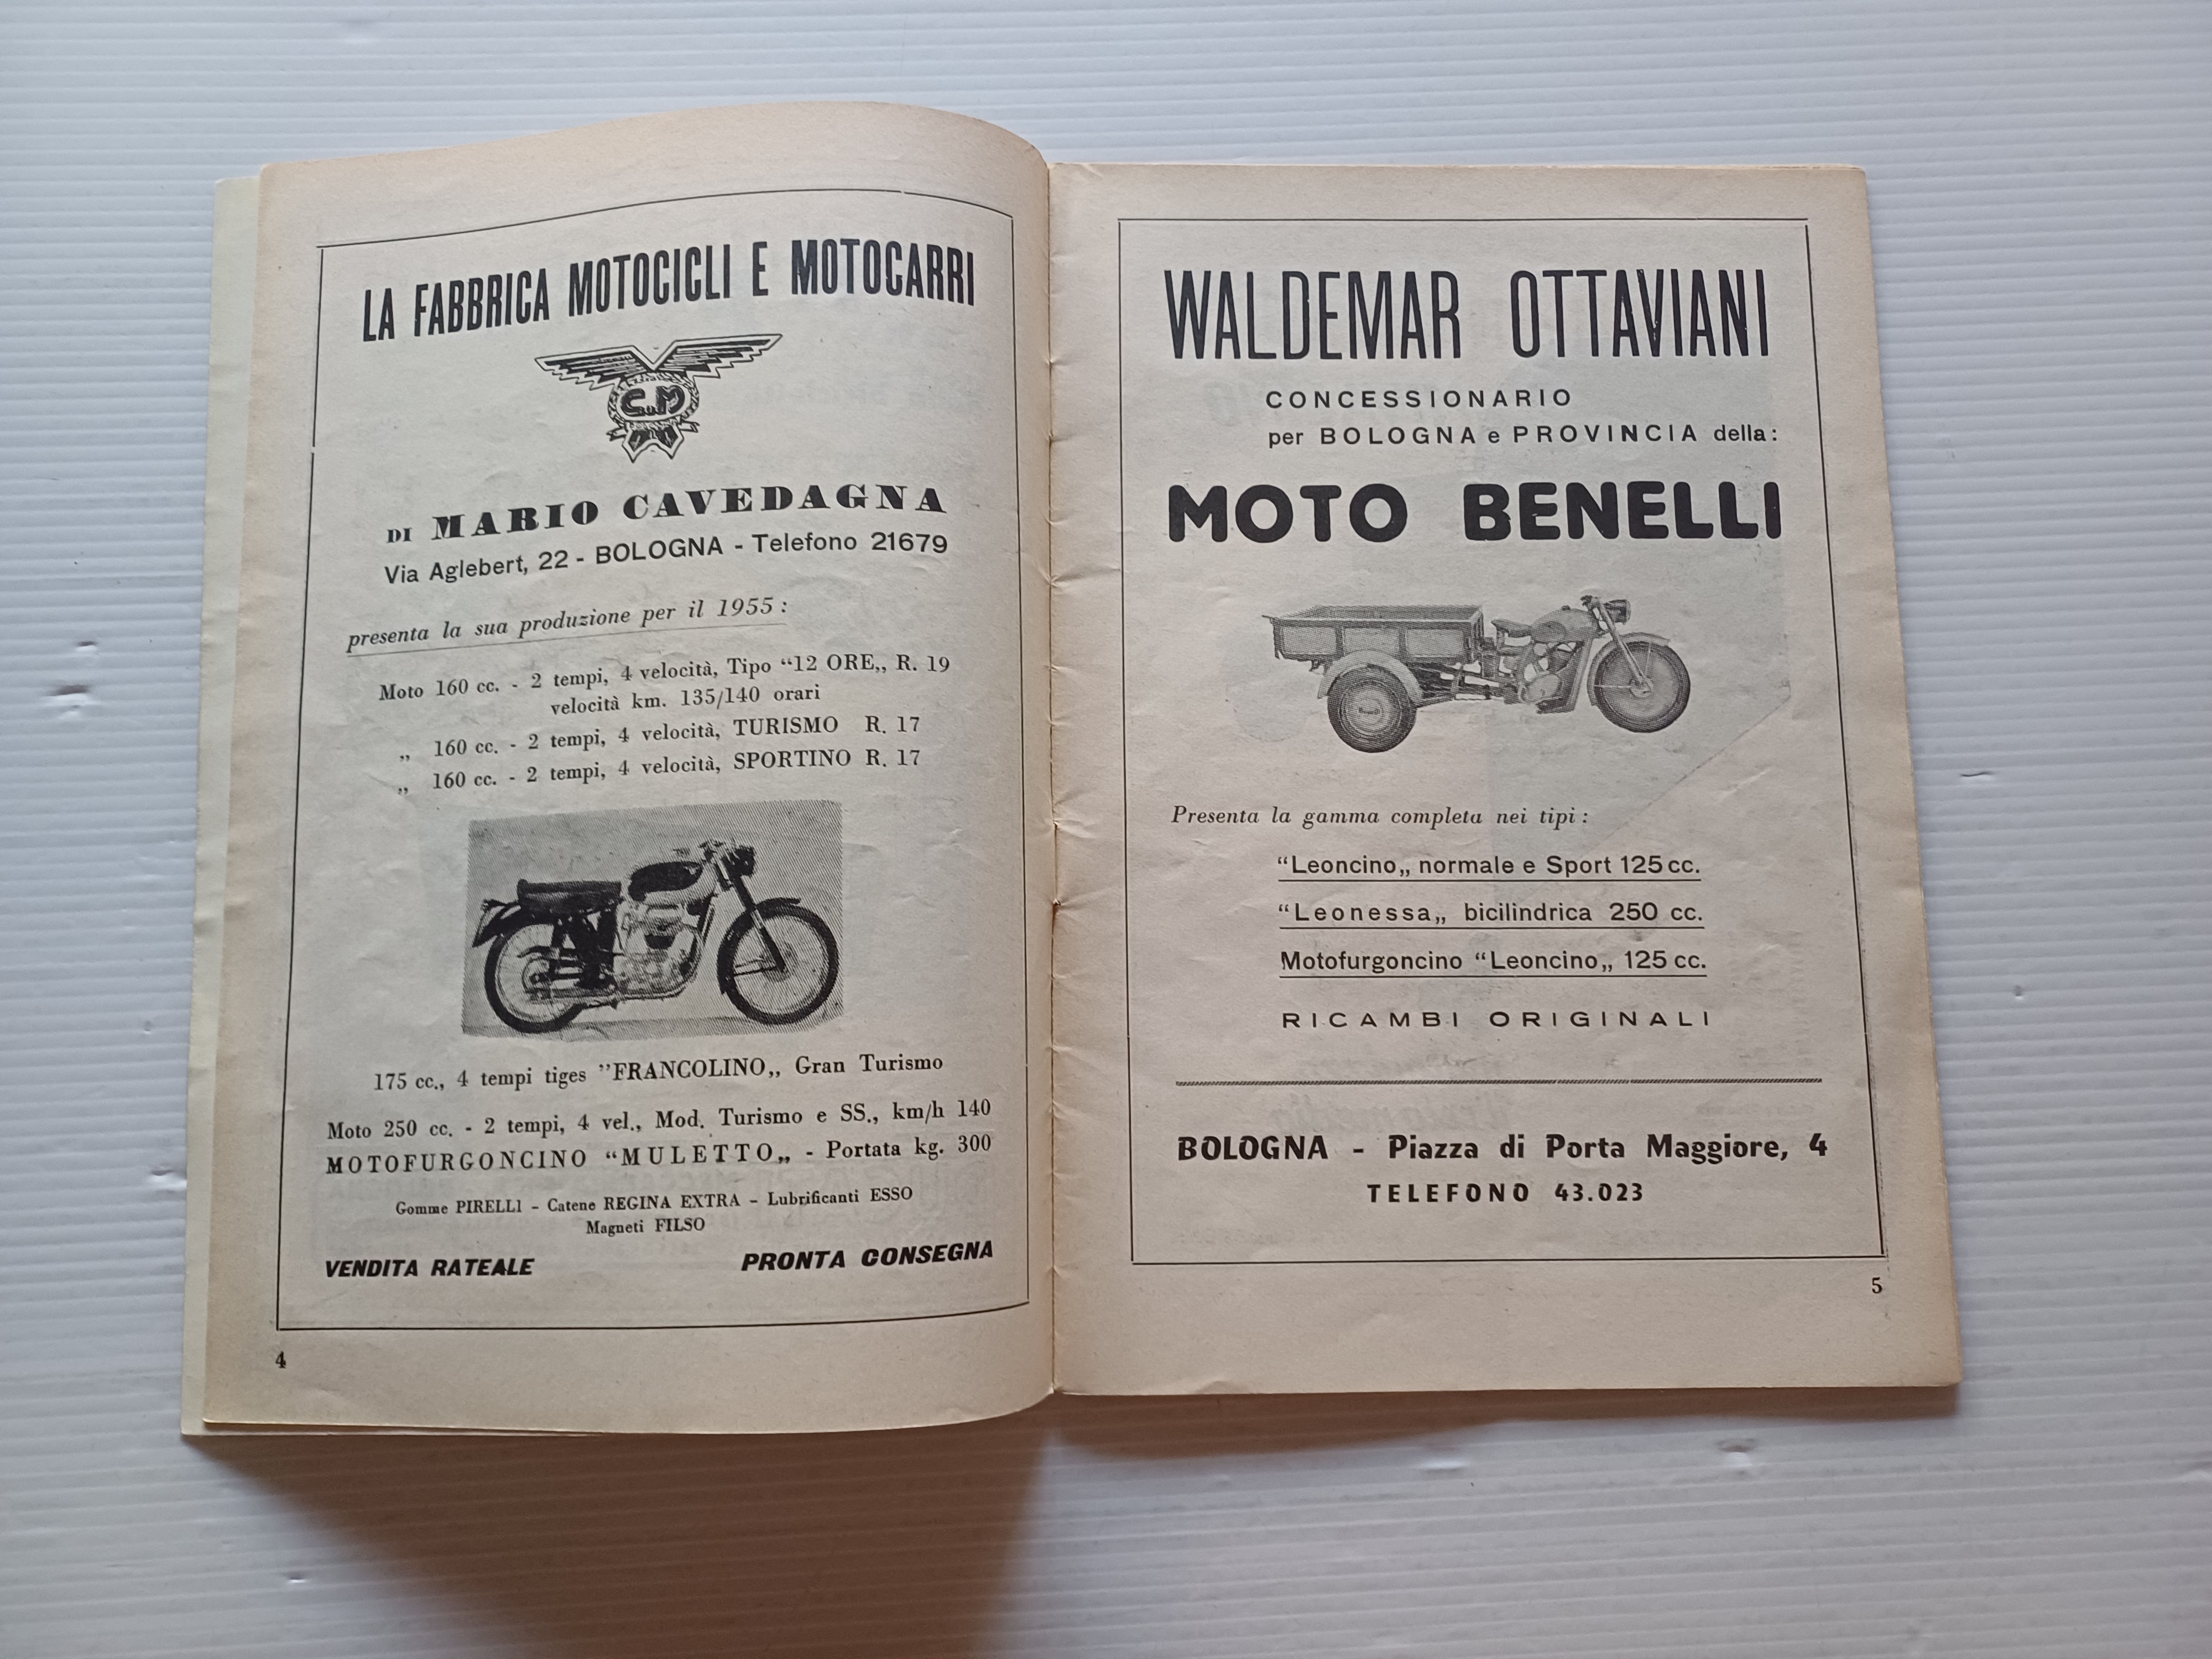 LA FABBRICA MOTOCICLI E MOTOCARRI
C.M
DI MARIO CAVEDAGNA
Via Aglebert, 22 - BOLOGNA - Telefono 21679
presenta la sua produzione per il 1955 :
Moto 160 cc. - 2 tempi, 4 velocità, Tipo “12 ORE„ R. 19
velocità km. 135/140 orari
„ 160 cc. - 2 tempi, 4 velocità, TURISMO R. 17
„ 160 cc. - 2 tempi, 4 velocità, SPORTINO R. 17
175 cc., 4 tempi tiges ”FRANCOLINO„ Gran Turismo
Moto 250 cc. - 2 tempi, 4 vel., Mod. Turismo e SS., km/h 140
MOTOFURGONCINO “MULETTO„ - Portata kg. 300
Gomme PIRELLI - Catene REGINA EXTRA - Lubrificanti ESSO
Magneti FILSO
VENDITA RATEALE PRONTA CONSEGNA
4
WALDEMAR OTTAVIANI
CONCESSIONARIO
per BOLOGNA e PROVINCIA della :
MOTO BENELLI
Presenta la gamma completa nei tipi :
“Leoncino„ normale e Sport 125 cc.
“Leonessa„ bicilindrica 250 cc.
Motofurgoncino “Leoncino„ 125 cc.
RICAMBI ORIGINALI
BOLOGNA - Piazza di Porta Maggiore, 4
TELEFONO 43.023
5